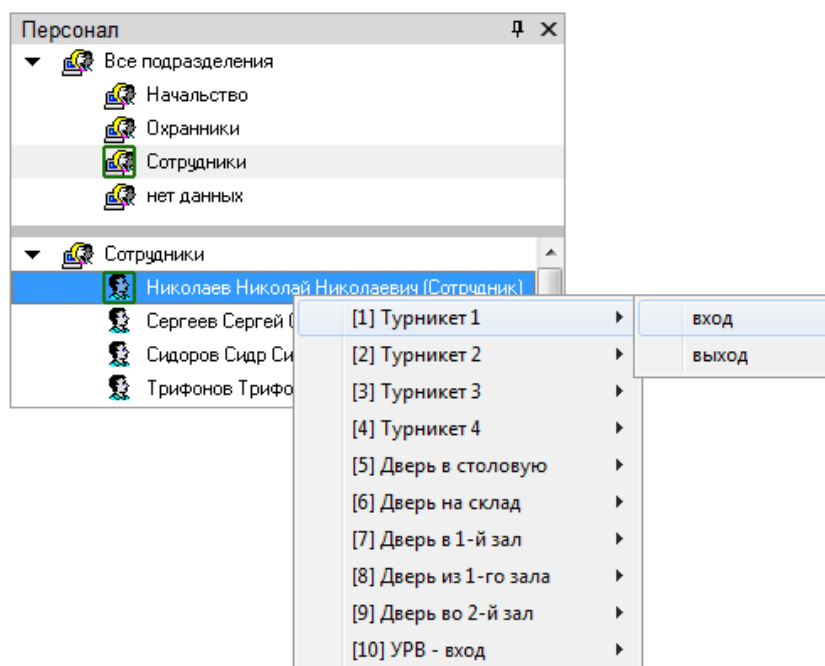 Персонал
Все подразделения
Начальство
Охранники
Сотрудники
нет данных
Сотрудники
Николаев Николай Николаевич (Сотрудник)
Сергеев Сергей (
Сидоров Сидр Си
Трифонов Трифо
[1] Турникет 1
[2] Турникет 2
[3] Турникет 3
[4] Турникет 4
[5] Дверь в столовую
[6] Дверь на склад
[7] Дверь в 1-й зал
[8] Дверь из 1-го зала
[9] Дверь во 2-й зал
[10] УРВ - вход
вход
выход